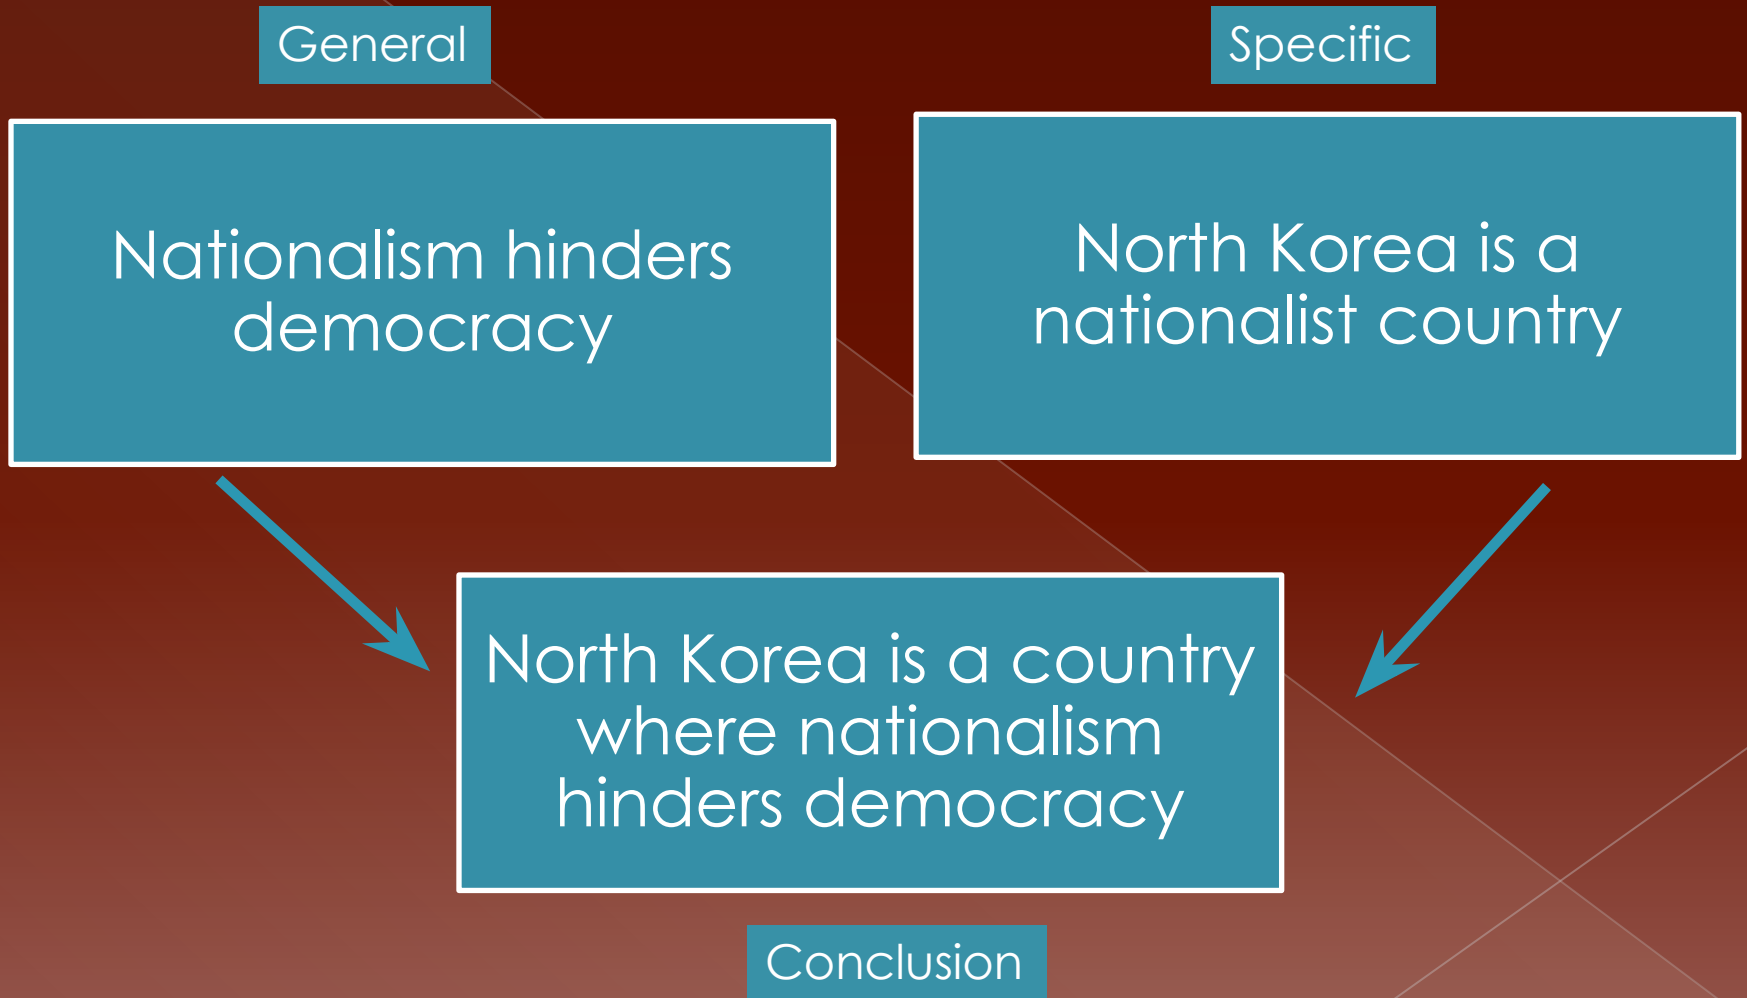 General
Specific
Nationalism hinders
democracy
North Korea is a
nationalist country
North Korea is a country
where nationalism
hinders democracy
Conclusion